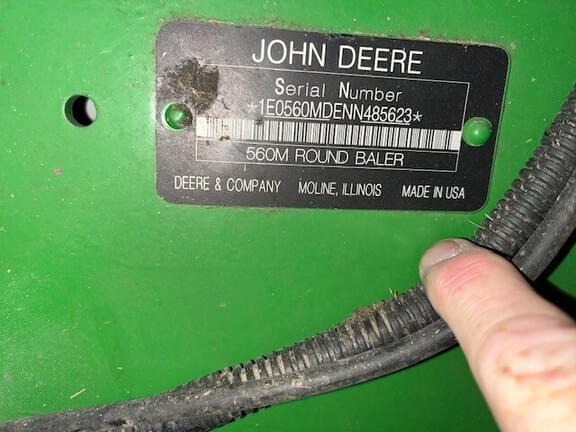 JOHN DEERE
Serial Number
*1E0560MDENN485623*
560M ROUND BALER
DEERE & COMPANY MOLINE, ILLINOIS MADE IN USA